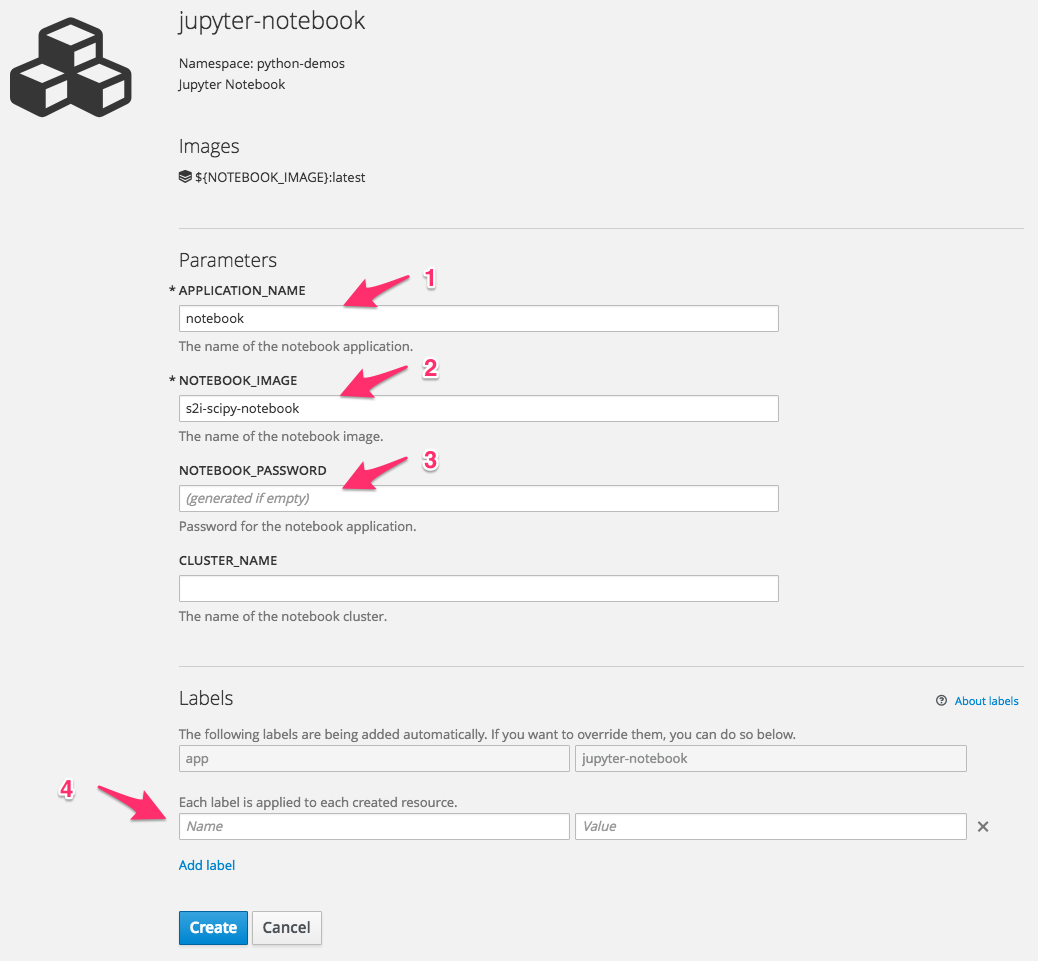 jupyter-notebook
Namespace: python-demos
Jupyter Notebook
Images
${NOTEBOOK_IMAGE}:latest
Parameters
1
* APPLICATION_NAME
notebook
The name of the notebook application.
2
* NOTEBOOK_IMAGE
s2i-scipy-notebook
The name of the notebook image.
3
NOTEBOOK_PASSWORD
(generated if empty)
Password for the notebook application.
CLUSTER_NAME
The name of the notebook cluster.
Labels
? About labels
The following labels are being added automatically. If you want to override them, you can do so below.
app jupyter-notebook
4
Each label is applied to each created resource.
Name Value ✕
Add label
Create Cancel